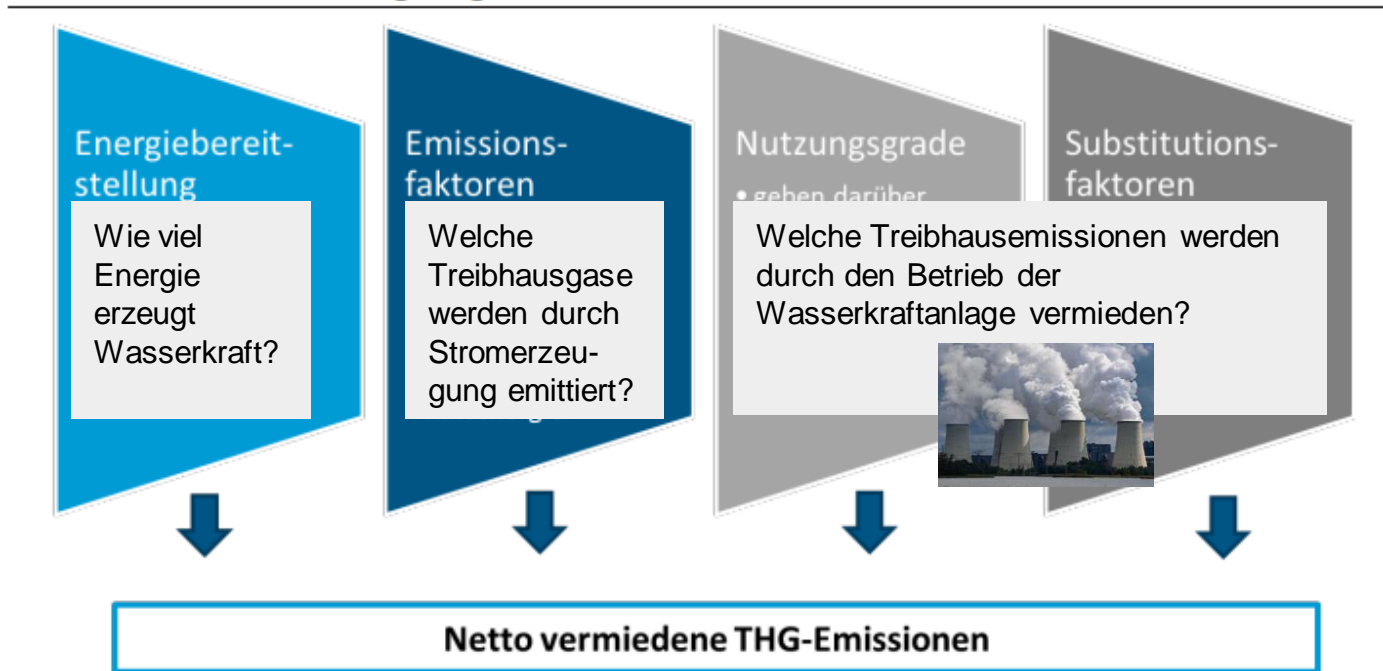 Energiebereit-
stellung
Wie viel
Energie
erzeugt
Wasserkraft?
Emissions-
faktoren
Welche
Treibhausgase
werden durch
Stromerzeu-
gung emittiert?
Nutzungsgrade
• geben darüber
Substitutions-
faktoren
Welche Treibhausemissionen werden
durch den Betrieb der
Wasserkraftanlage vermieden?
Netto vermiedene THG-Emissionen